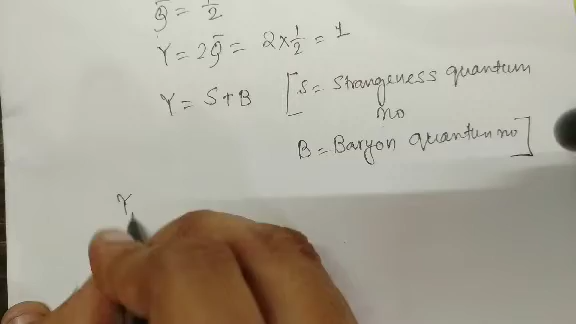 Q̄ = 1/2
Y = 2Q̄ = 2×1/2 = 1
Y = S+B [S = Strangeness quantum
no
B = Baryon quantum no]
Y